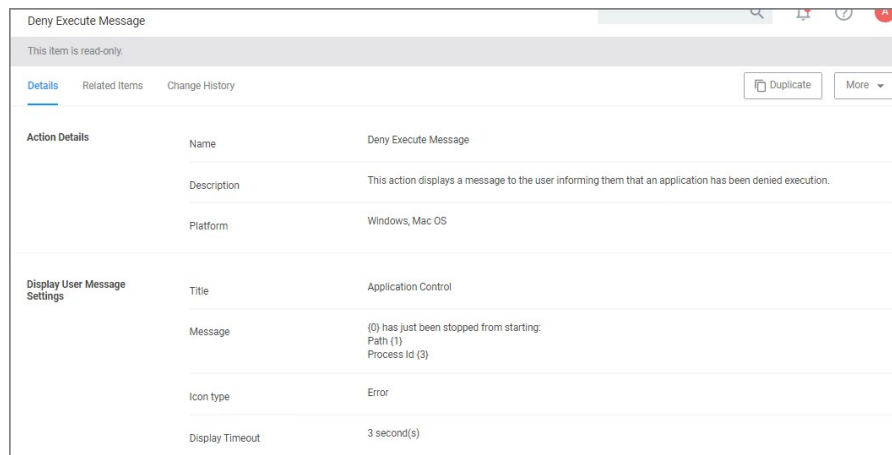 Deny Execute Message
A
This item is read-only.
Details Related Items Change History Duplicate More
Action Details
Name Deny Execute Message
Description This action displays a message to the user informing them that an application has been denied execution.
Platform Windows, Mac OS
Display User Message
Settings
Title Application Control
Message {0} has just been stopped from starting:
Path {1}
Process Id {3}
Icon type Error
Display Timeout 3 second(s)